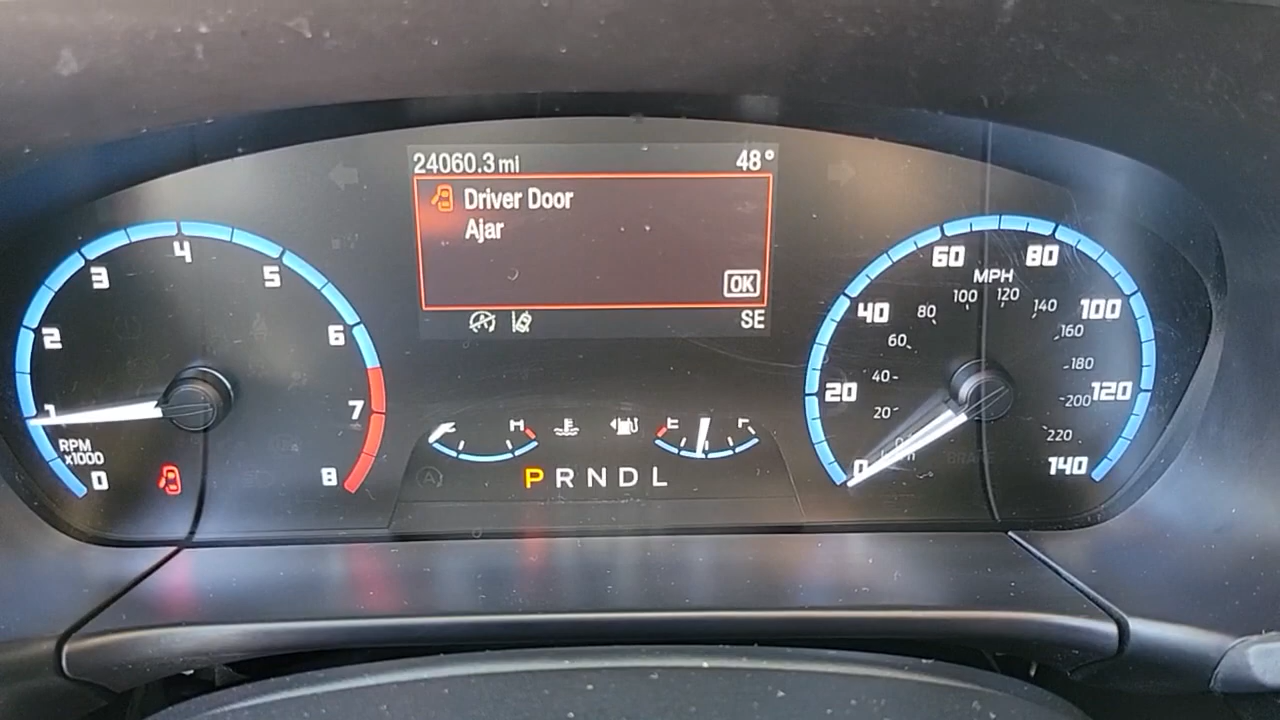 24060.3 mi 48°
Driver Door
Ajar
OK
SE
0 1 2 3 4 5 6 7 8
RPM
x1000
H
F
P R N D L
MPH
0 20 40 60 80 100 120 140
20 40 60 80 100 120 140 160 180 200 220
BRAKE